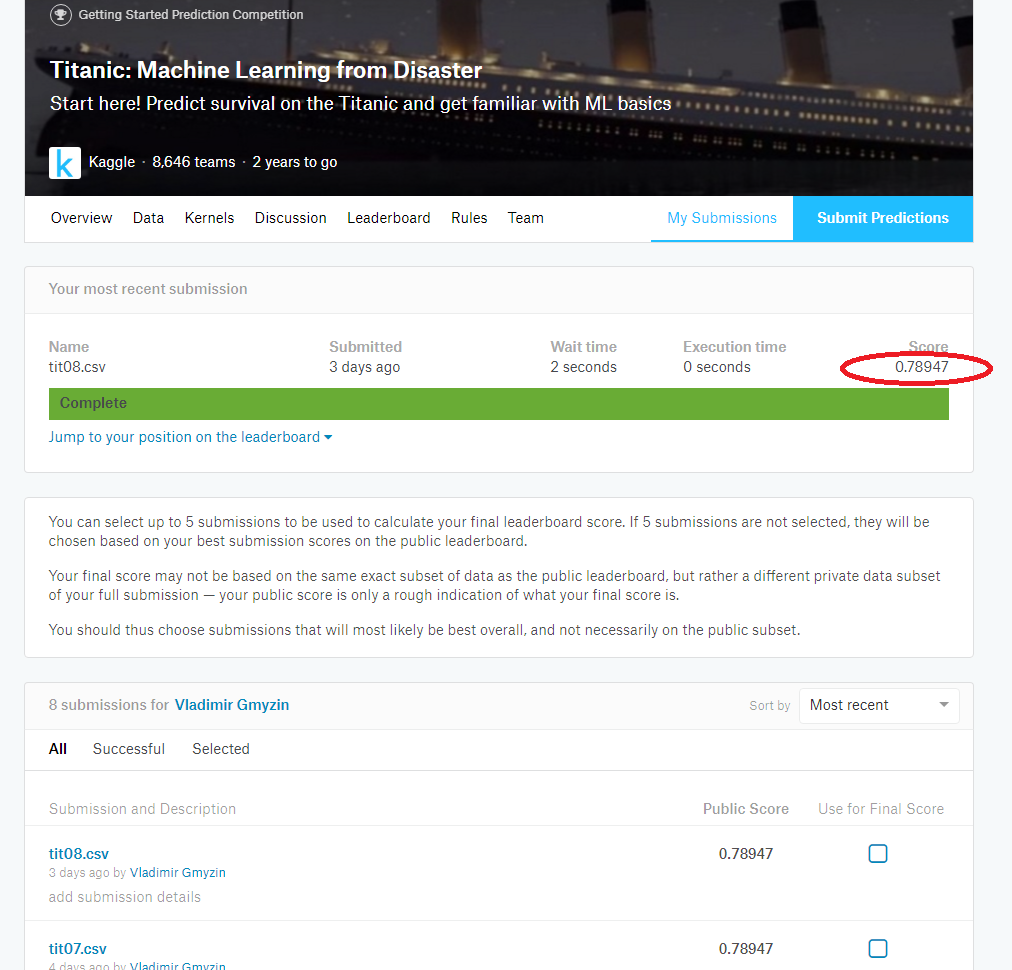 Getting Started Prediction Competition
Titanic: Machine Learning from Disaster
Start here! Predict survival on the Titanic and get familiar with ML basics
k Kaggle · 8,646 teams · 2 years to go
Overview Data Kernels Discussion Leaderboard Rules Team My Submissions Submit Predictions
Your most recent submission
Name Submitted Wait time Execution time Score
tit08.csv 3 days ago 2 seconds 0 seconds 0.78947
Complete
Jump to your position on the leaderboard
You can select up to 5 submissions to be used to calculate your final leaderboard score. If 5 submissions are not selected, they will be
chosen based on your best submission scores on the public leaderboard.
Your final score may not be based on the same exact subset of data as the public leaderboard, but rather a different private data subset
of your full submission — your public score is only a rough indication of what your final score is.
You should thus choose submissions that will most likely be best overall, and not necessarily on the public subset.
8 submissions for Vladimir Gmyzin Sort by Most recent
All Successful Selected
Submission and Description Public Score Use for Final Score
tit08.csv 0.78947
3 days ago by Vladimir Gmyzin
add submission details
tit07.csv 0.78947
4 days ago by Vladimir Gmyzin